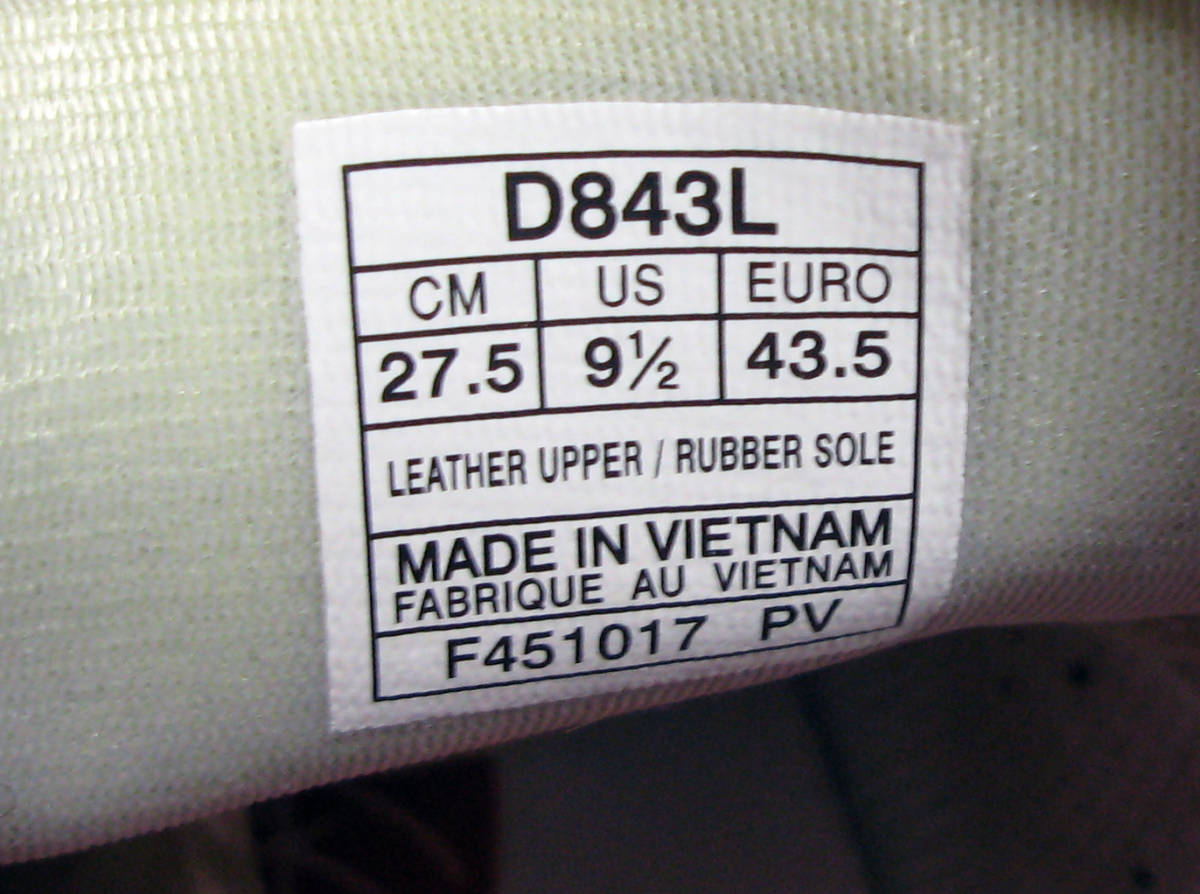 D843L
CM US EURO
27.5 9½ 43.5
LEATHER UPPER / RUBBER SOLE
MADE IN VIETNAM
FABRIQUE AU VIETNAM
F451017 PV